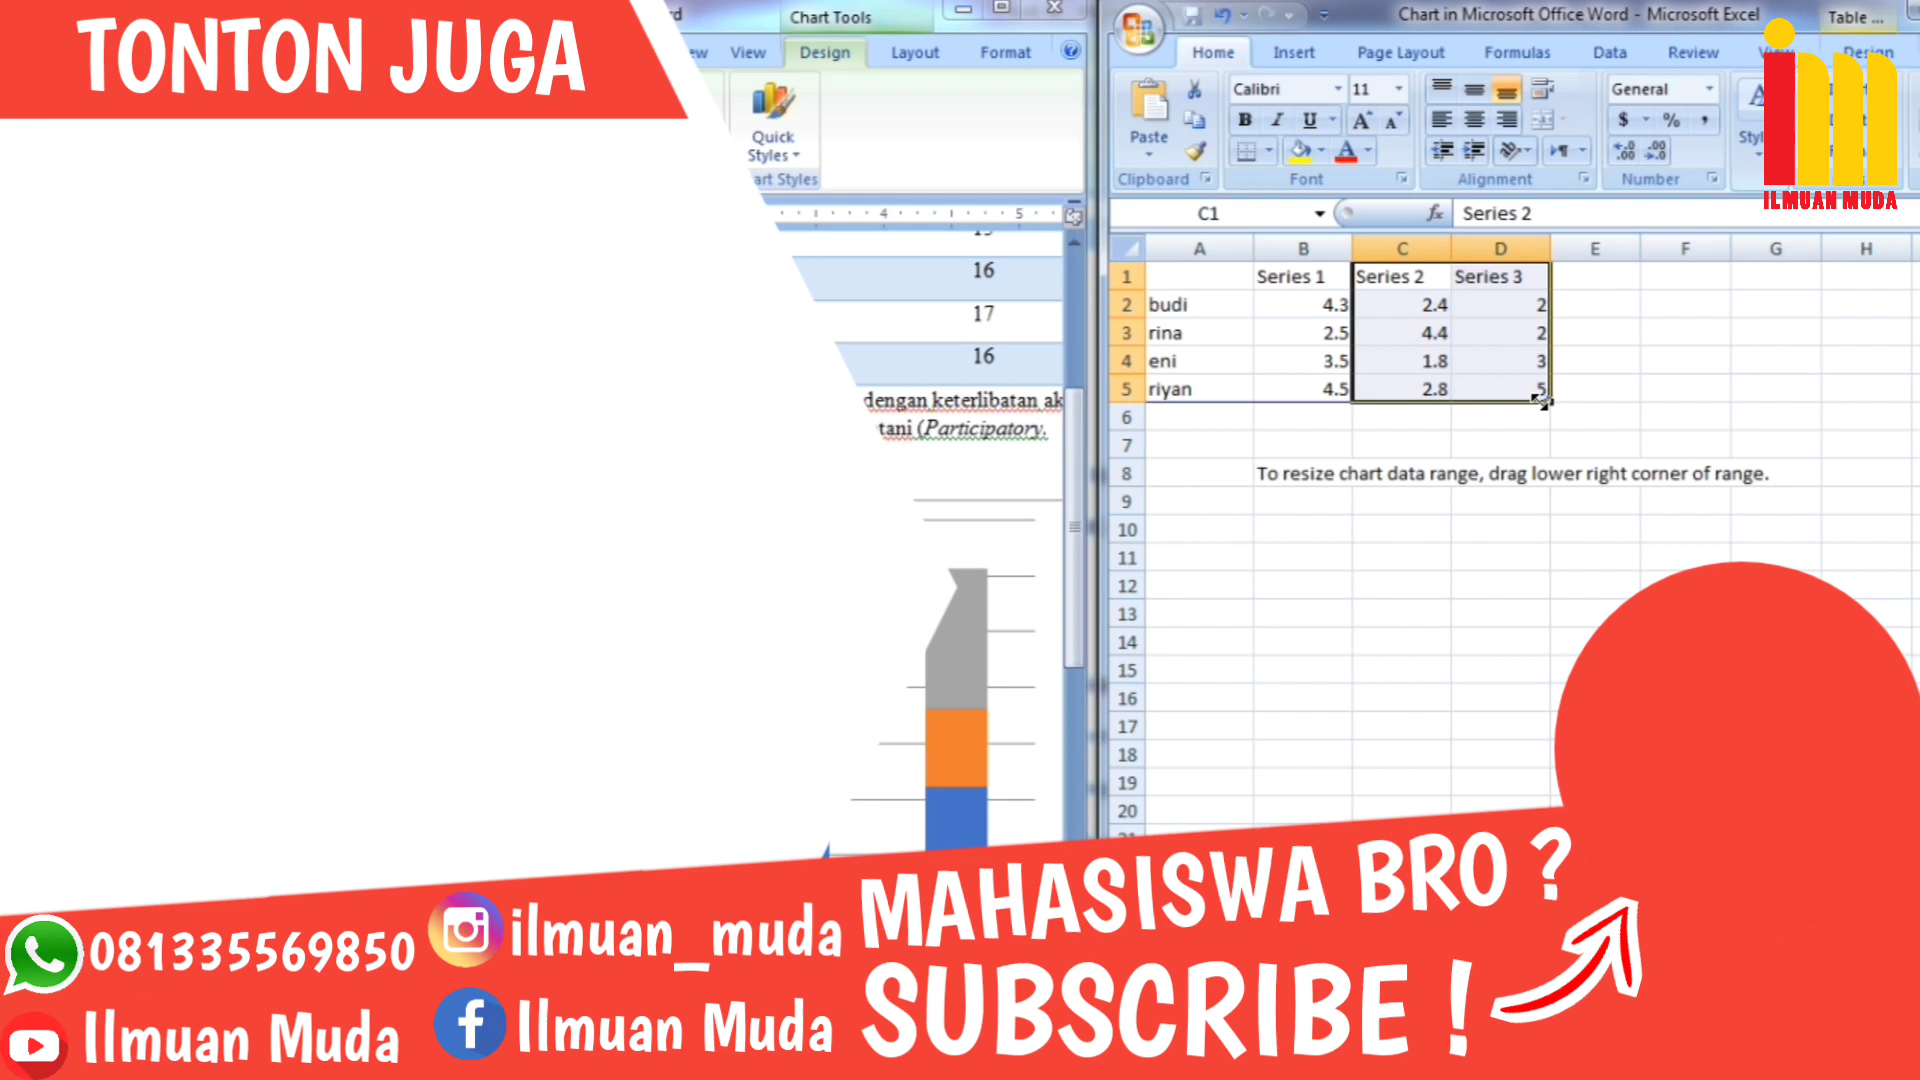 TONTON JUGA
Chart Tools
View Design Layout Format
Quick
Styles
art Styles
4 5
16
17
16
dengan keterlibatan ak
tani (Participatory.
Chart in Microsoft Office Word - Microsoft Excel
Table ...
Home Insert Page Layout Formulas Data Review View Design
Paste
Calibri 11
B I U A A
General
$ % ,
Clipboard Font Alignment Number
ILMUAN MUDA
C1 fx Series 2
A B C D E F G H
1 Series 1 Series 2 Series 3
2 budi 4.3 2.4 2
3 rina 2.5 4.4 2
4 eni 3.5 1.8 3
5 riyan 4.5 2.8 5
6
7
8 To resize chart data range, drag lower right corner of range.
9
10
11
12
13
14
15
16
17
18
19
20
MAHASISWA BRO ?
SUBSCRIBE !
081335569850
ilmuan_muda
Ilmuan Muda
Ilmuan Muda